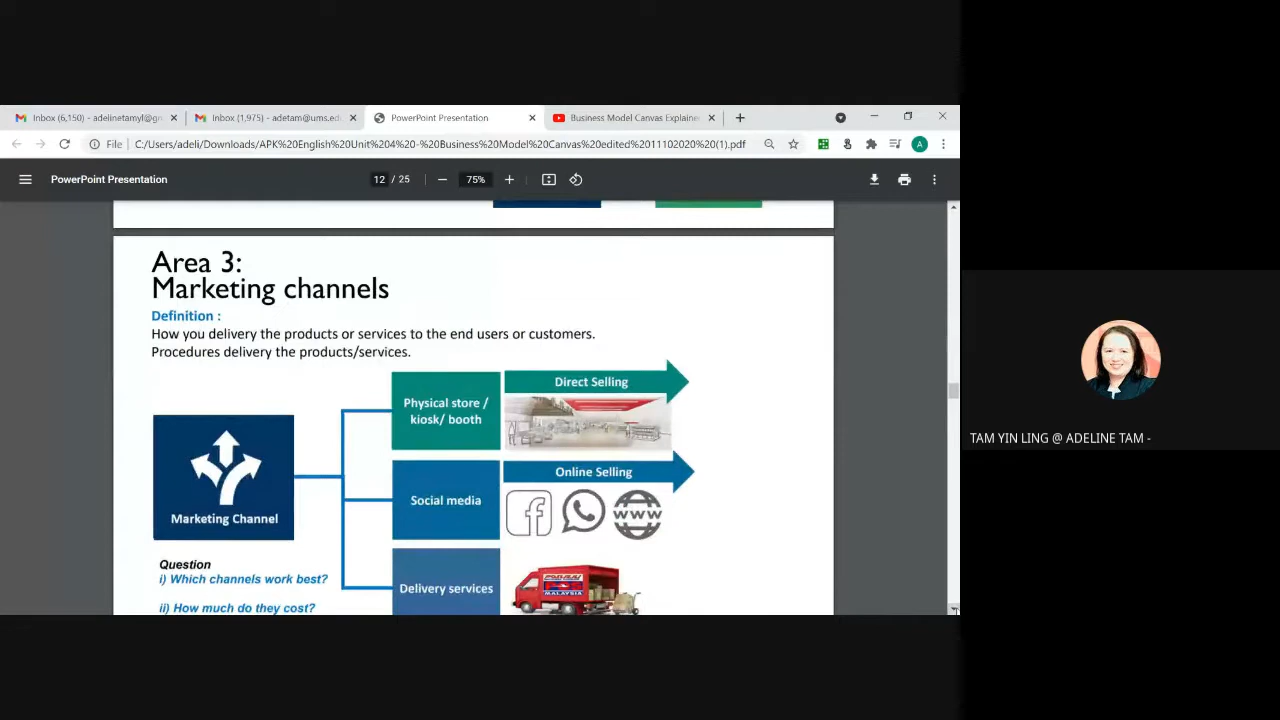 Inbox (6,150) - adelinetamyl@gm
Inbox (1,975) - adetam@ums.ed
PowerPoint Presentation
Business Model Canvas Explaine
File
C:/Users/adeli/Downloads/APK%20English%20Unit%204%20-%20Business%20Model%20Canvas%20edited%2011102020%20(1).pdf
A
PowerPoint Presentation
12 / 25
75%
Area 3:
Marketing channels
Definition :
How you delivery the products or services to the end users or customers.
Procedures delivery the products/services.
Physical store /
kiosk/ booth
Direct Selling
Marketing Channel
Social media
Online Selling
WWW
Delivery services
MALAYSIA
Question
i) Which channels work best?
ii) How much do they cost?
TAM YIN LING @ ADELINE TAM -